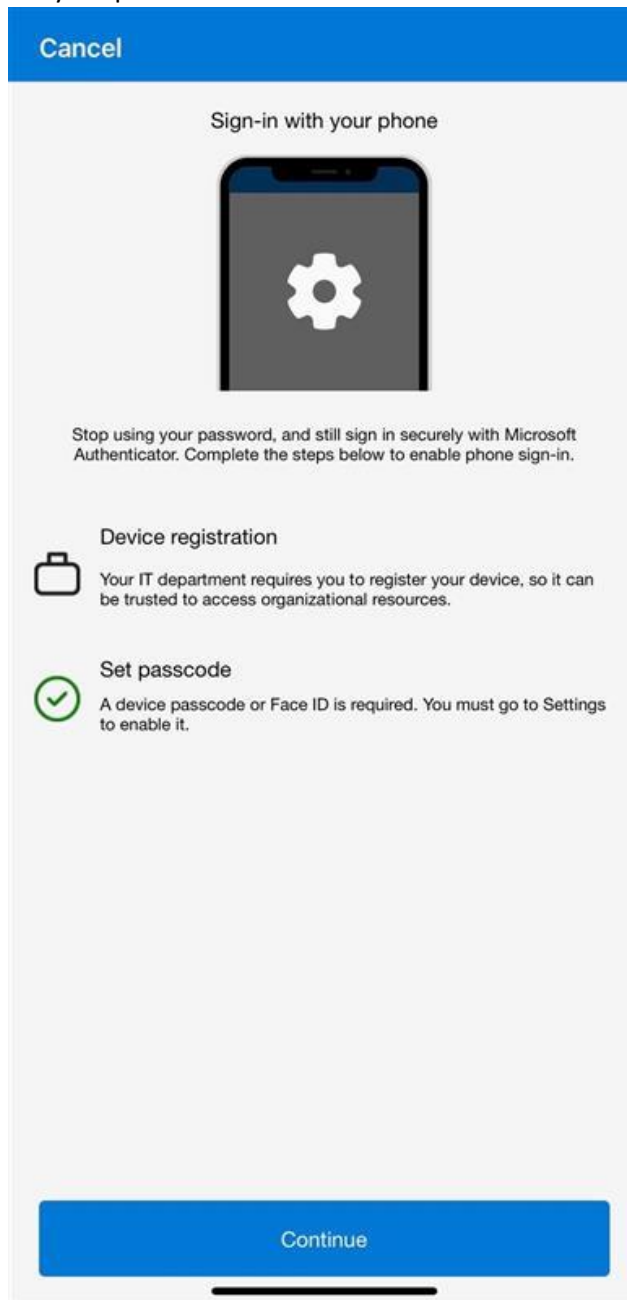 Cancel
Sign-in with your phone
Stop using your password, and still sign in securely with Microsoft
Authenticator. Complete the steps below to enable phone sign-in.
Device registration
Your IT department requires you to register your device, so it can
be trusted to access organizational resources.
Set passcode
A device passcode or Face ID is required. You must go to Settings
to enable it.
Continue